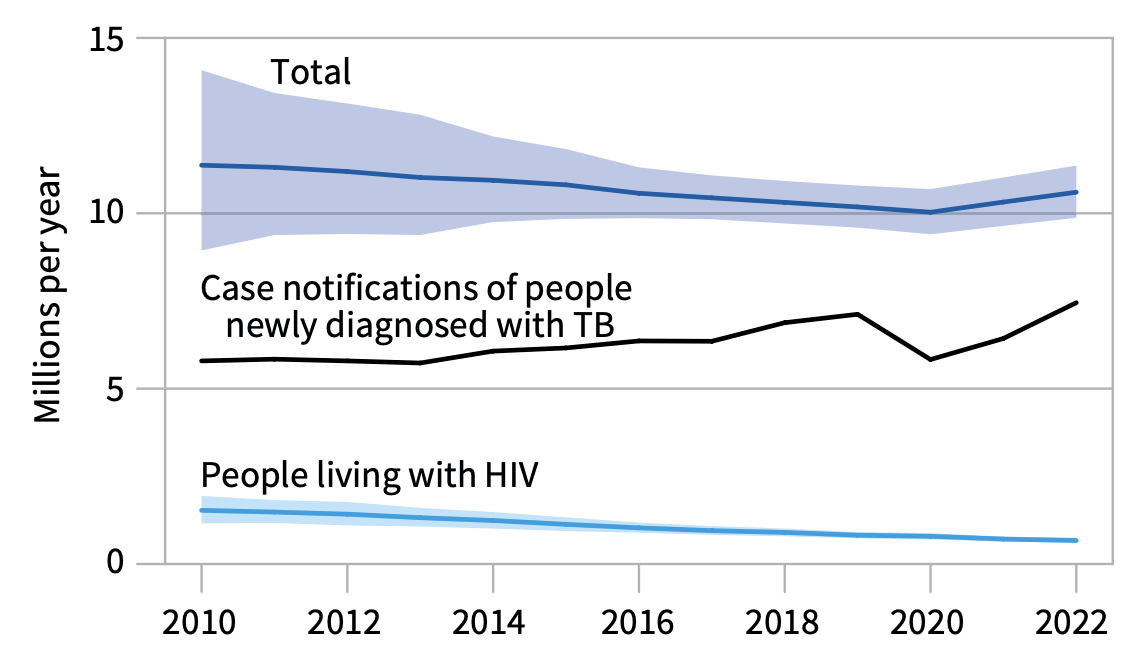 15
Total
10
Case notifications of people
newly diagnosed with TB
Millions per year
5
People living with HIV
0
2010 2012 2014 2016 2018 2020 2022